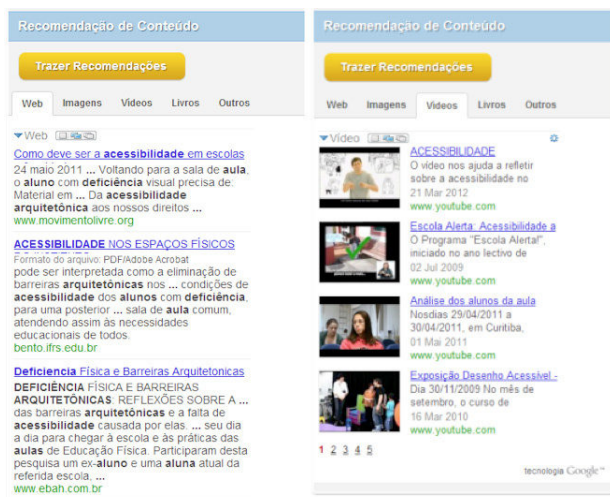 Recomendação de Conteúdo
Trazer Recomendações
Web Imagens Vídeos Livros Outros
Web
Como deve ser a acessibilidade em escolas
24 maio 2011 ... Voltando para a sala de aula,
o aluno com deficiência visual precisa de:
Material em ... Da acessibilidade
arquitetônica aos nossos direitos ...
www.movimentolivre.org
ACESSIBILIDADE NOS ESPAÇOS FÍSICOS
Formato do arquivo: PDF/Adobe Acrobat
pode ser interpretada como a eliminação de
barreiras arquitetônicas nos ... condições de
acessibilidade dos alunos com deficiência,
para uma posterior ... sala de aula comum,
atendendo assim às necessidades
educacionais de todos.
bento.ifrs.edu.br
Deficiencia Física e Barreiras Arquitetonicas
DEFICIÊNCIA FÍSICA E BARREIRAS
ARQUITETÔNICAS: REFLEXÕES SOBRE A ...
das barreiras arquitetônicas e a falta de
acessibilidade causada por elas. ... seu dia
a dia para chegar à escola e às práticas das
aulas de Educação Física. Participaram desta
pesquisa um ex-aluno e uma aluna atual da
referida escola, ...
www.ebah.com.br
Recomendação de Conteúdo
Trazer Recomendações
Web Imagens Vídeos Livros Outros
Vídeo
ACESSIBILIDADE
O vídeo nos ajuda a refletir
sobre a acessibilidade no
21 Mar 2012
www.youtube.com
Escola Alerta: Acessibilidade a
O Programa "Escola Alerta!",
iniciado no ano lectivo de
02 Jul 2009
www.youtube.com
Análise dos alunos da aula
Nosdias 29/04/2011 a
30/04/2011, em Curitiba,
01 Mai 2011
www.youtube.com
Exposição Desenho Acessível -
Dia 30/11/2009 No mês de
setembro, o curso de
16 Mar 2010
www.youtube.com
1 2 3 4 5
tecnologia Google™